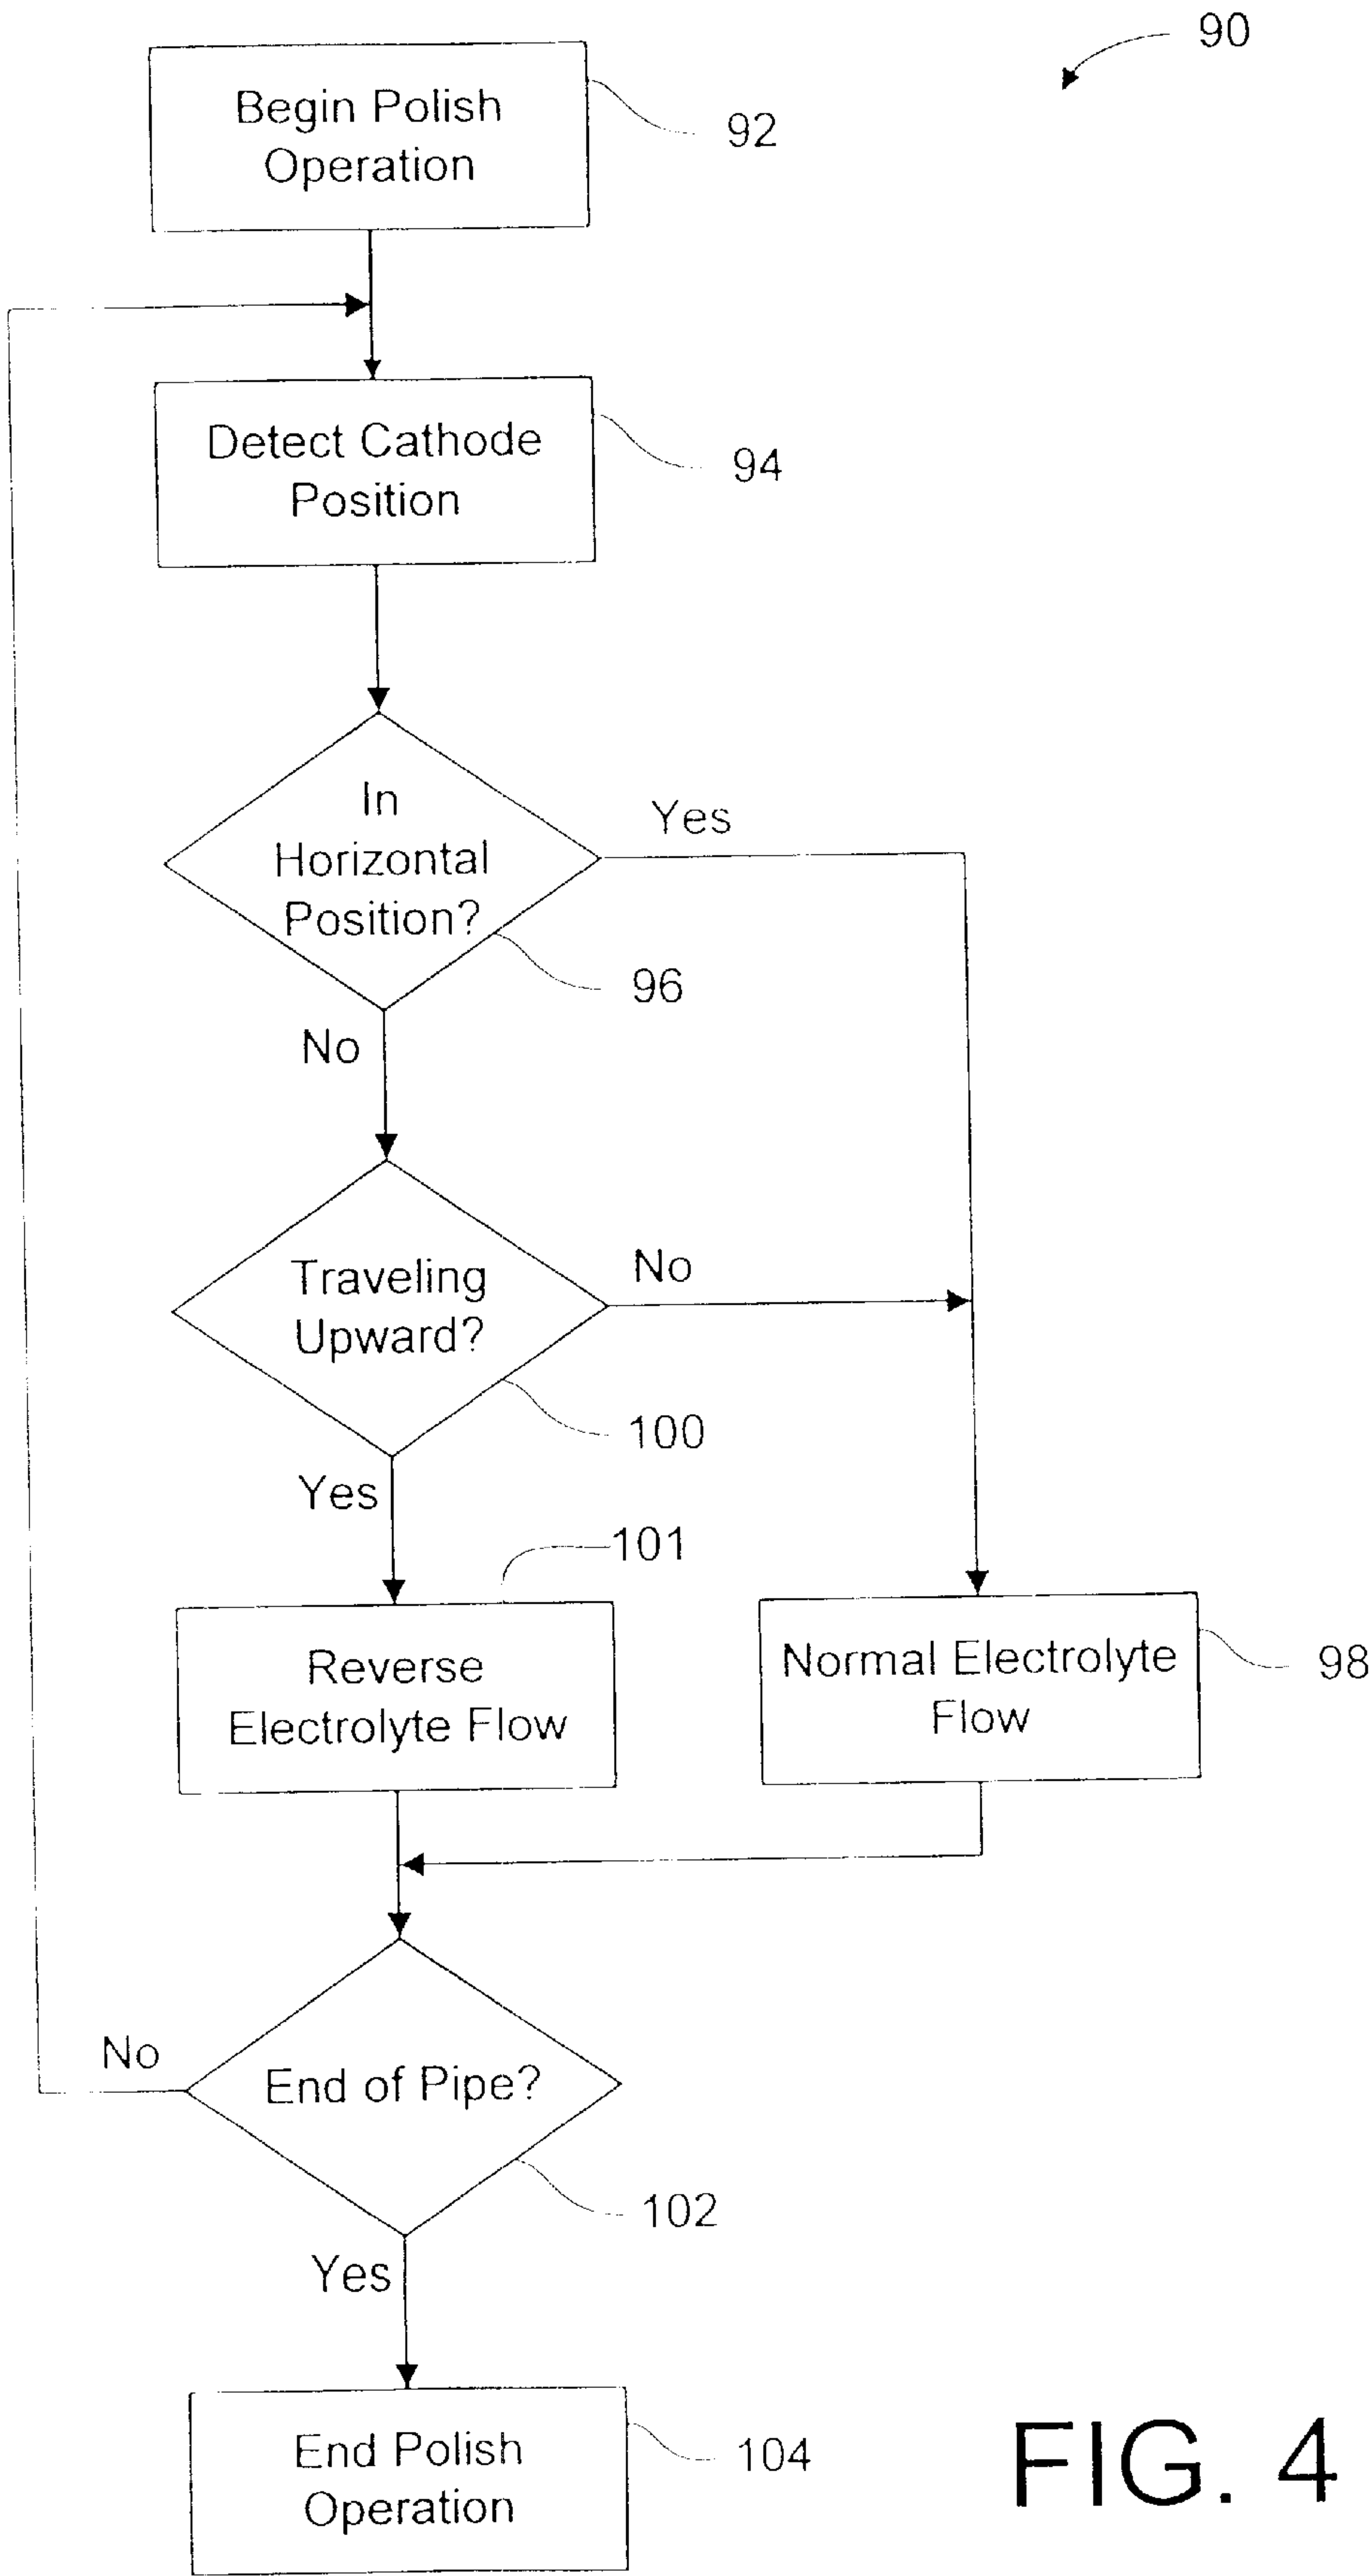 90
Begin Polish
Operation
92
Detect Cathode
Position
94
In
Horizontal
Position?
Yes
96
No
Traveling
Upward?
No
100
Yes
101
Reverse
Electrolyte Flow
Normal Electrolyte
Flow
98
No
End of Pipe?
102
Yes
End Polish
Operation
104
FIG. 4